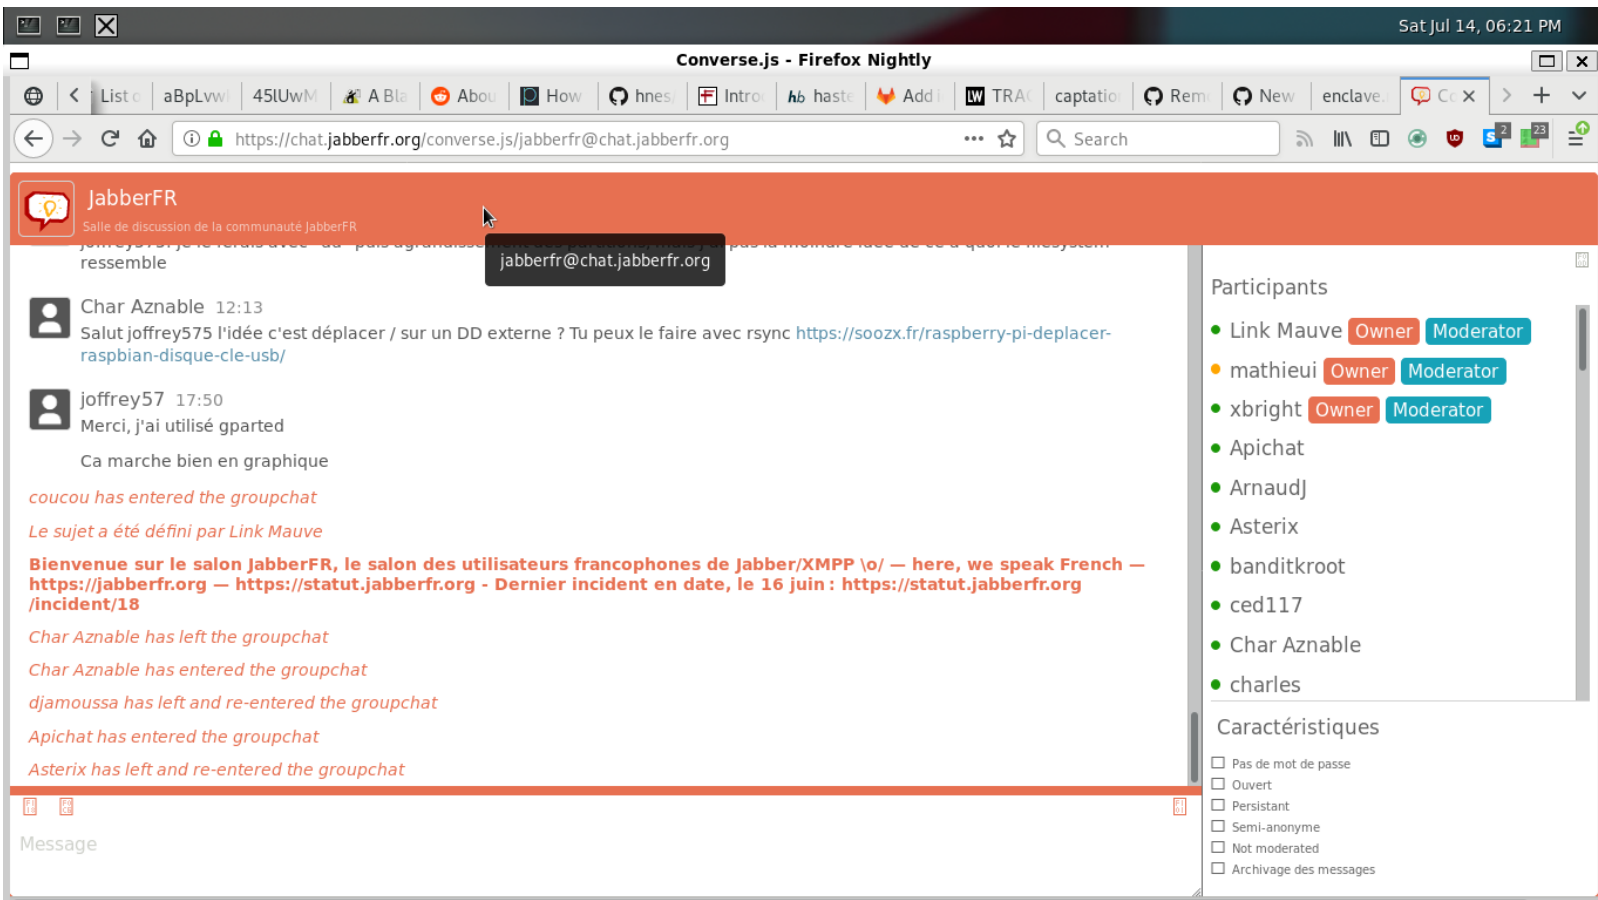 Sat Jul 14, 06:21 PM
Converse.js - Firefox Nightly
List o
aBpLvw
45lUwM
A Bla
Abou
How
hnes/
Intro
hb haste
Add i
LW TRA
captatio
Rem
New
enclave.
Co
https://chat.jabberfr.org/converse.js/jabberfr@chat.jabberfr.org
Search
2
23
JabberFR
Salle de discussion de la communauté JabberFR
jabberfr@chat.jabberfr.org
ressemble
Char Aznable 12:13
Salut joffrey575 l'idée c'est déplacer / sur un DD externe ? Tu peux le faire avec rsync https://soozx.fr/raspberry-pi-deplacer-
raspbian-disque-cle-usb/
joffrey57 17:50
Merci, j'ai utilisé gparted
Ca marche bien en graphique
coucou has entered the groupchat
Le sujet a été défini par Link Mauve
Bienvenue sur le salon JabberFR, le salon des utilisateurs francophones de Jabber/XMPP \o/ — here, we speak French —
https://jabberfr.org — https://statut.jabberfr.org - Dernier incident en date, le 16 juin : https://statut.jabberfr.org
/incident/18
Char Aznable has left the groupchat
Char Aznable has entered the groupchat
djamoussa has left and re-entered the groupchat
Apichat has entered the groupchat
Asterix has left and re-entered the groupchat
Message
Participants
Link Mauve Owner Moderator
mathieui Owner Moderator
xbright Owner Moderator
Apichat
ArnaudJ
Asterix
banditkroot
ced117
Char Aznable
charles
Caractéristiques
Pas de mot de passe
Ouvert
Persistant
Semi-anonyme
Not moderated
Archivage des messages